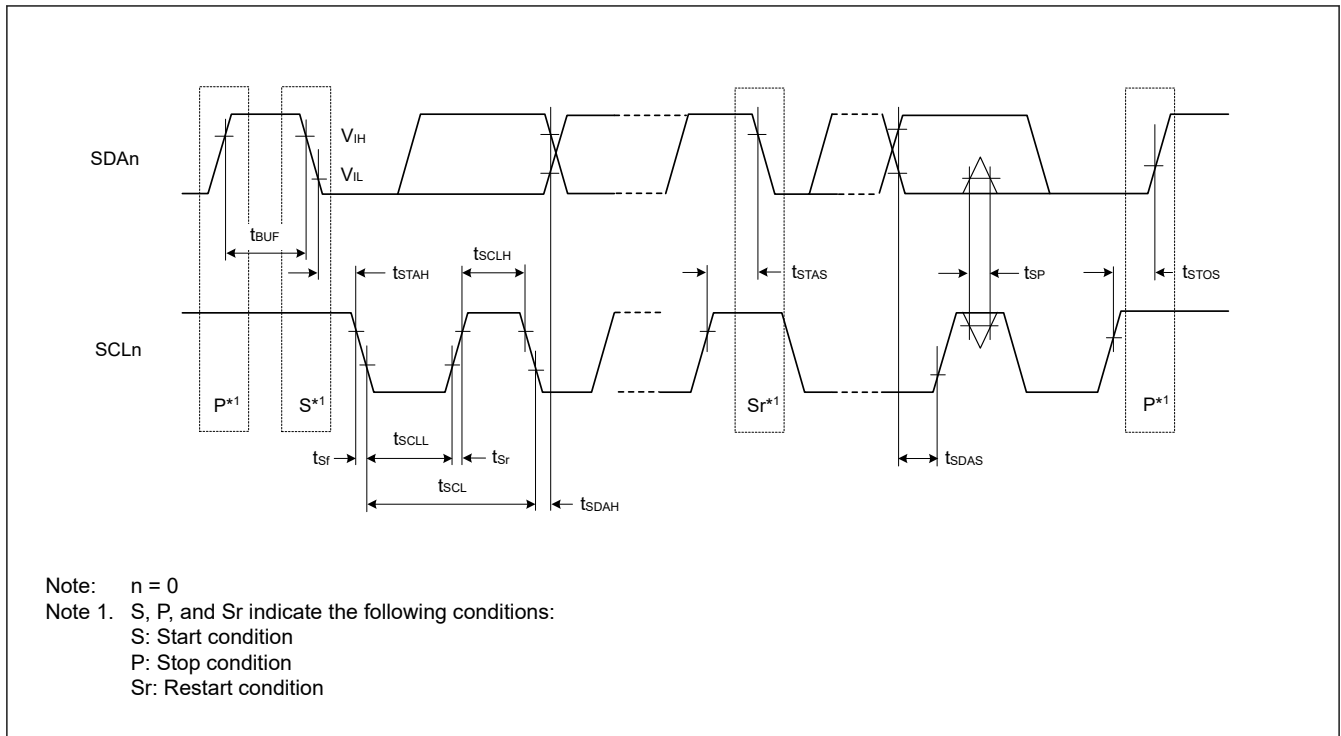 SDAn
VIH
VIL
tBUF
tSTAH
tSCLH
tSTAS
tSP
tSTOS
SCLn
P*1
S*1
Sr*1
P*1
tSCLL
tSf
tSr
tSDAS
tSCL
tSDAH
Note: n = 0
Note 1. S, P, and Sr indicate the following conditions:
S: Start condition
P: Stop condition
Sr: Restart condition